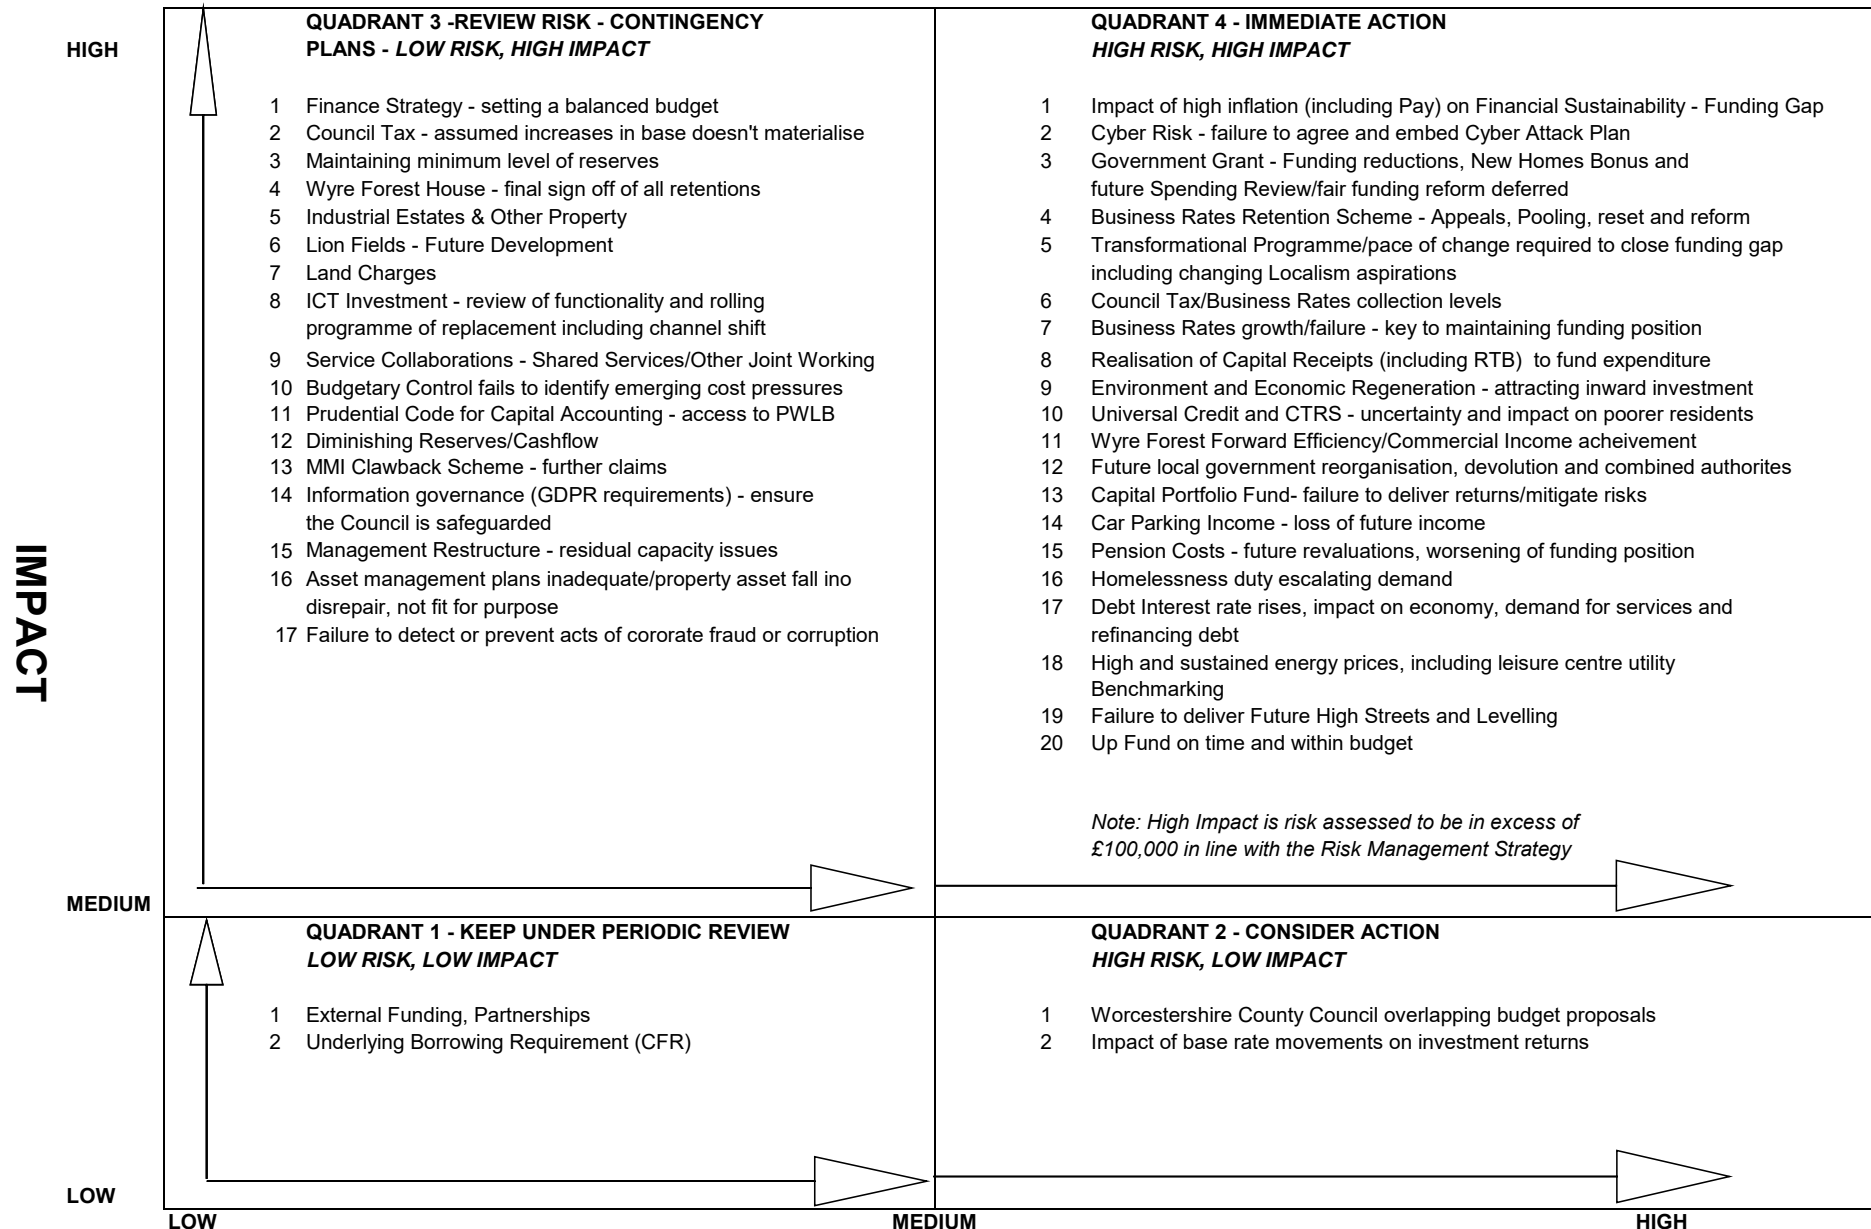 HIGH
QUADRANT 3 -REVIEW RISK - CONTINGENCY
PLANS - LOW RISK, HIGH IMPACT
1 Finance Strategy - setting a balanced budget
2 Council Tax - assumed increases in base doesn't materialise
3 Maintaining minimum level of reserves
4 Wyre Forest House - final sign off of all retentions
5 Industrial Estates & Other Property
6 Lion Fields - Future Development
7 Land Charges
8 ICT Investment - review of functionality and rolling
programme of replacement including channel shift
9 Service Collaborations - Shared Services/Other Joint Working
10 Budgetary Control fails to identify emerging cost pressures
11 Prudential Code for Capital Accounting - access to PWLB
12 Diminishing Reserves/Cashflow
13 MMI Clawback Scheme - further claims
14 Information governance (GDPR requirements) - ensure
the Council is safeguarded
15 Management Restructure - residual capacity issues
16 Asset management plans inadequate/property asset fall ino
disrepair, not fit for purpose
17 Failure to detect or prevent acts of cororate fraud or corruption
QUADRANT 4 - IMMEDIATE ACTION
HIGH RISK, HIGH IMPACT
1 Impact of high inflation (including Pay) on Financial Sustainability - Funding Gap
2 Cyber Risk - failure to agree and embed Cyber Attack Plan
3 Government Grant - Funding reductions, New Homes Bonus and
future Spending Review/fair funding reform deferred
4 Business Rates Retention Scheme - Appeals, Pooling, reset and reform
5 Transformational Programme/pace of change required to close funding gap
including changing Localism aspirations
6 Council Tax/Business Rates collection levels
7 Business Rates growth/failure - key to maintaining funding position
8 Realisation of Capital Receipts (including RTB) to fund expenditure
9 Environment and Economic Regeneration - attracting inward investment
10 Universal Credit and CTRS - uncertainty and impact on poorer residents
11 Wyre Forest Forward Efficiency/Commercial Income acheivement
12 Future local government reorganisation, devolution and combined authorites
13 Capital Portfolio Fund- failure to deliver returns/mitigate risks
14 Car Parking Income - loss of future income
15 Pension Costs - future revaluations, worsening of funding position
16 Homelessness duty escalating demand
17 Debt Interest rate rises, impact on economy, demand for services and
refinancing debt
18 High and sustained energy prices, including leisure centre utility
Benchmarking
19 Failure to deliver Future High Streets and Levelling
20 Up Fund on time and within budget
Note: High Impact is risk assessed to be in excess of
£100,000 in line with the Risk Management Strategy
IMPACT
MEDIUM
QUADRANT 1 - KEEP UNDER PERIODIC REVIEW
LOW RISK, LOW IMPACT
1 External Funding, Partnerships
2 Underlying Borrowing Requirement (CFR)
QUADRANT 2 - CONSIDER ACTION
HIGH RISK, LOW IMPACT
1 Worcestershire County Council overlapping budget proposals
2 Impact of base rate movements on investment returns
LOW
LOW
MEDIUM
HIGH